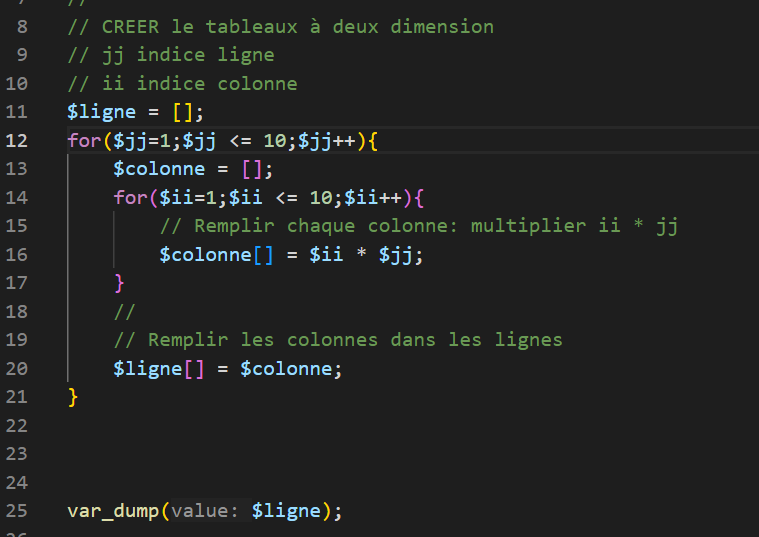 //
8 // CREER le tableaux à deux dimension
9 // jj indice ligne
10 // ii indice colonne
11 $ligne = [];
12 for($jj=1;$jj <= 10;$jj++){
13 $colonne = [];
14 for($ii=1;$ii <= 10;$ii++){
15 // Remplir chaque colonne: multiplier ii * jj
16 $colonne[] = $ii * $jj;
17 }
18 //
19 // Remplir les colonnes dans les lignes
20 $ligne[] = $colonne;
21 }
22
23
24
25 var_dump(value: $ligne);